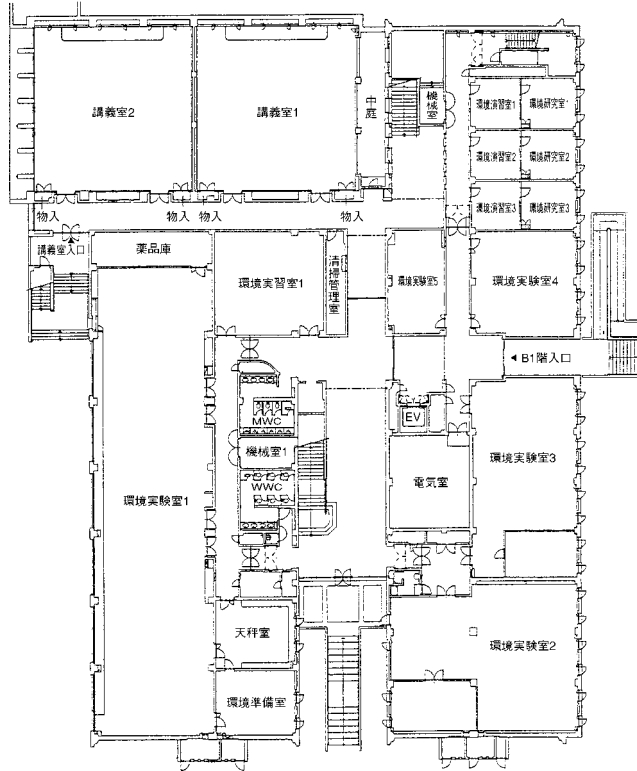 講義室2
講義室1
中庭
機械室
環境演習室1
環境研究室1
環境演習室2
環境研究室2
環境演習室3
環境研究室3
物入
物入
物入
物入
講義室入口
薬品庫
環境実習室1
清掃管理室
環境実験室5
環境実験室4
◀ B1階入口
MWC
EV
機械室1
環境実験室3
WWC
電気室
環境実験室1
天秤室
環境実験室2
環境準備室